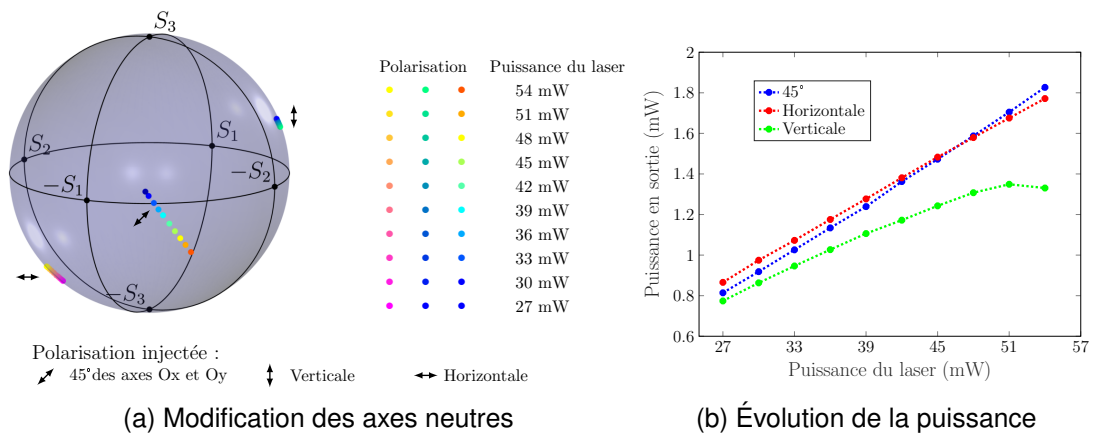 S₃
S₂
S₁
−S₁
−S₂
−S₃
Polarisation Puissance du laser
54 mW
51 mW
48 mW
45 mW
42 mW
39 mW
36 mW
33 mW
30 mW
27 mW
Polarisation injectée :
45°des axes Ox et Oy Verticale Horizontale
(a) Modification des axes neutres
Puissance en sortie (mW)
2
1.8
1.6
1.4
1.2
1
0.8
0.6
45°
Horizontale
Verticale
27 33 39 45 51 57
Puissance du laser (mW)
(b) Évolution de la puissance